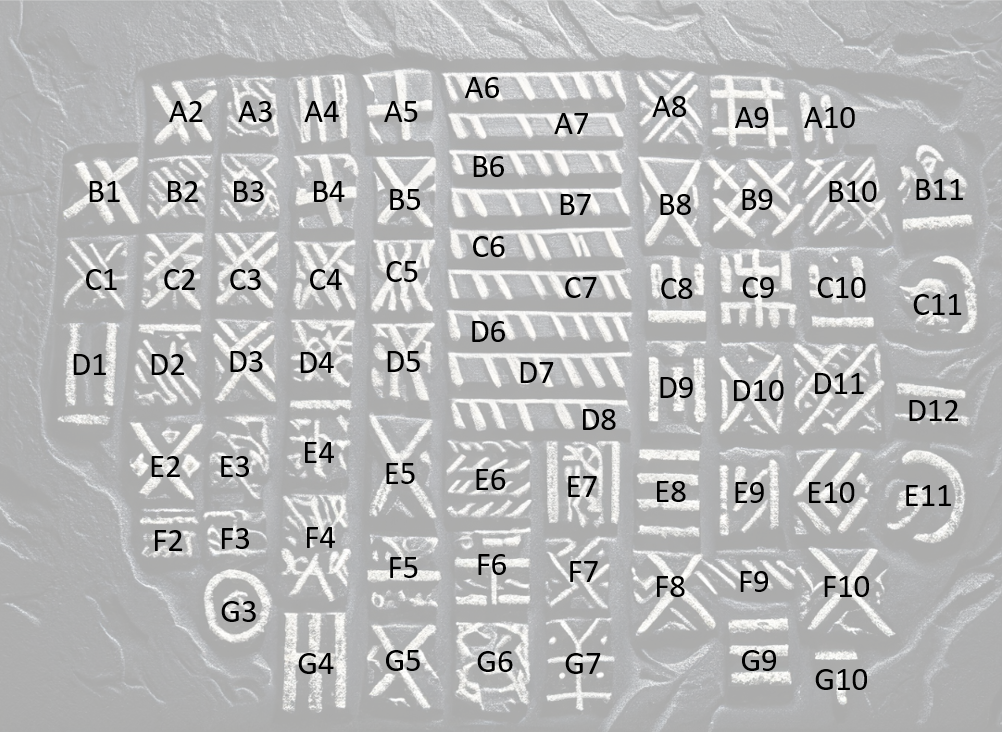 A2 A3 A4 A5 A6 A8 A9 A10
A7
B1 B2 B3 B4 B5 B6 B8 B9 B10 B11
B7
C1 C2 C3 C4 C5 C6 C8 C9 C10 C11
C7
D1 D2 D3 D4 D5 D6 D9 D10 D11 D12
D7
D8
E2 E3 E4 E5 E6 E7 E8 E9 E10 E11
F2 F3 F4 F5 F6 F7 F8 F9 F10
G3 G4 G5 G6 G7 G9 G10